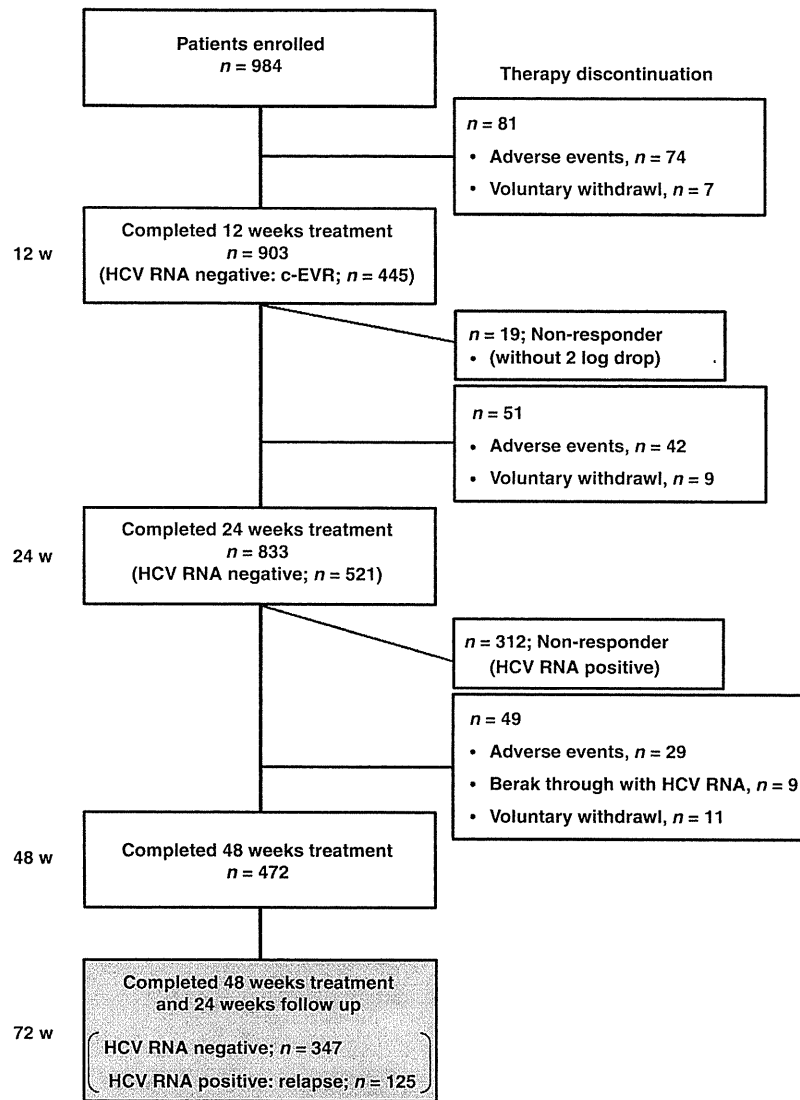 Patients enrolled
n = 984
Therapy discontinuation
n = 81
• Adverse events, n = 74
• Voluntary withdrawl, n = 7
12 w
Completed 12 weeks treatment
n = 903
(HCV RNA negative: c-EVR; n = 445)
n = 19; Non-responder
• (without 2 log drop)
n = 51
• Adverse events, n = 42
• Voluntary withdrawl, n = 9
24 w
Completed 24 weeks treatment
n = 833
(HCV RNA negative; n = 521)
n = 312; Non-responder
(HCV RNA positive)
n = 49
• Adverse events, n = 29
• Berak through with HCV RNA, n = 9
• Voluntary withdrawl, n = 11
48 w
Completed 48 weeks treatment
n = 472
72 w
Completed 48 weeks treatment
and 24 weeks follow up
HCV RNA negative; n = 347
HCV RNA positive: relapse; n = 125